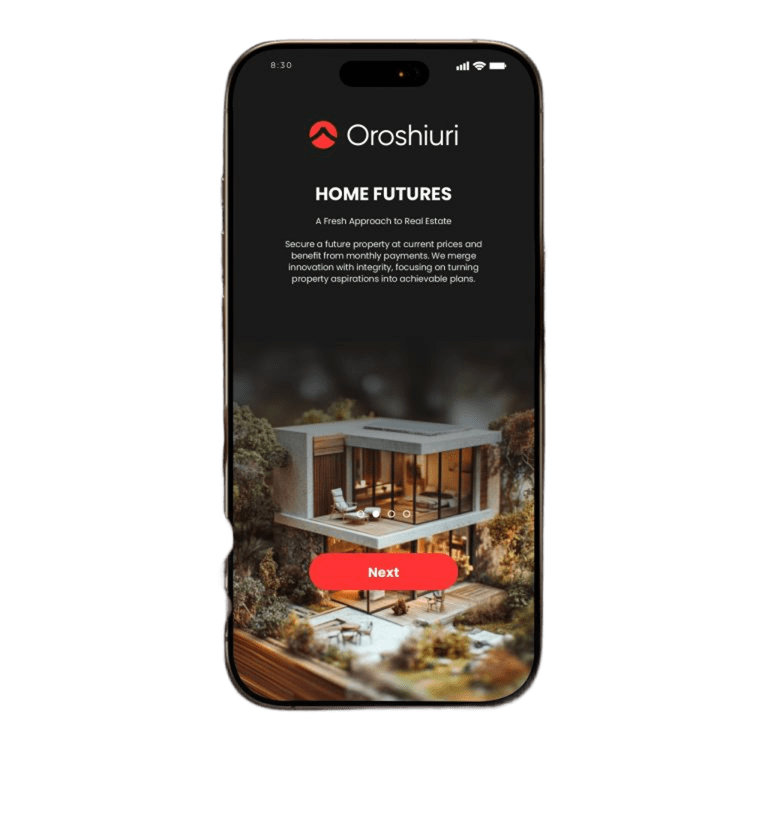 8:30
Oroshiuri
HOME FUTURES
A Fresh Approach to Real Estate
Secure a future property at current prices and
benefit from monthly payments. We merge
innovation with integrity, focusing on turning
property aspirations into achievable plans.
Next